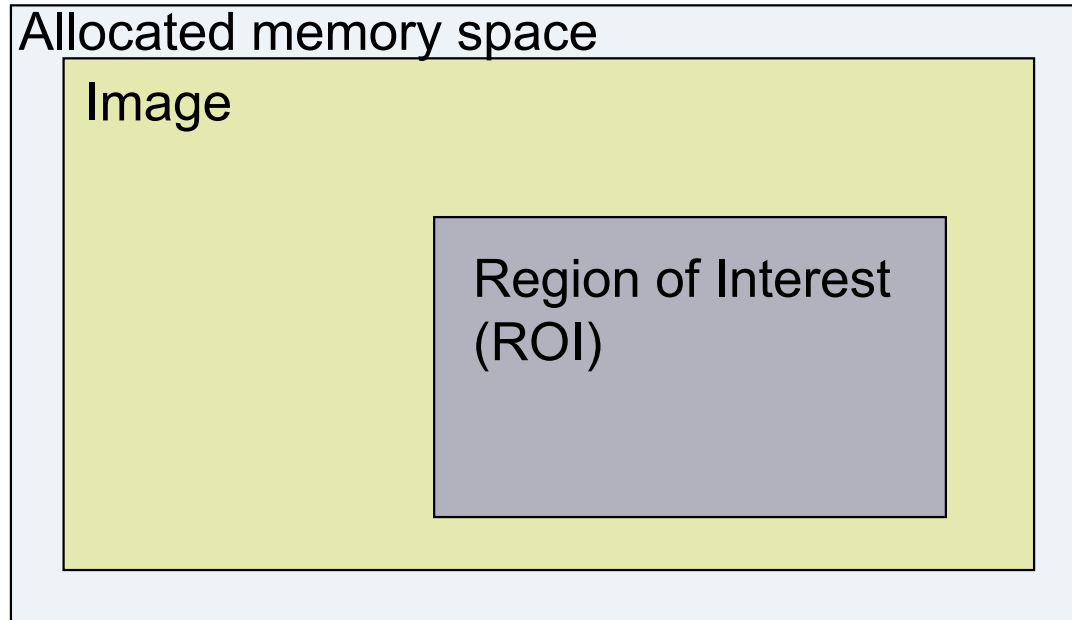 Allocated memory space
Image
Region of Interest
(ROI)